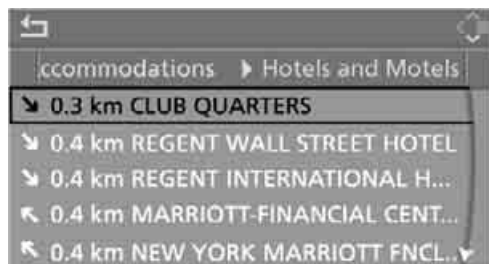 ccommodations Hotels and Motels
0.3 km CLUB QUARTERS
0.4 km REGENT WALL STREET HOTEL
0.4 km REGENT INTERNATIONAL H...
0.4 km MARRIOTT-FINANCIAL CENT...
0.4 km NEW YORK MARRIOTT FNCL...